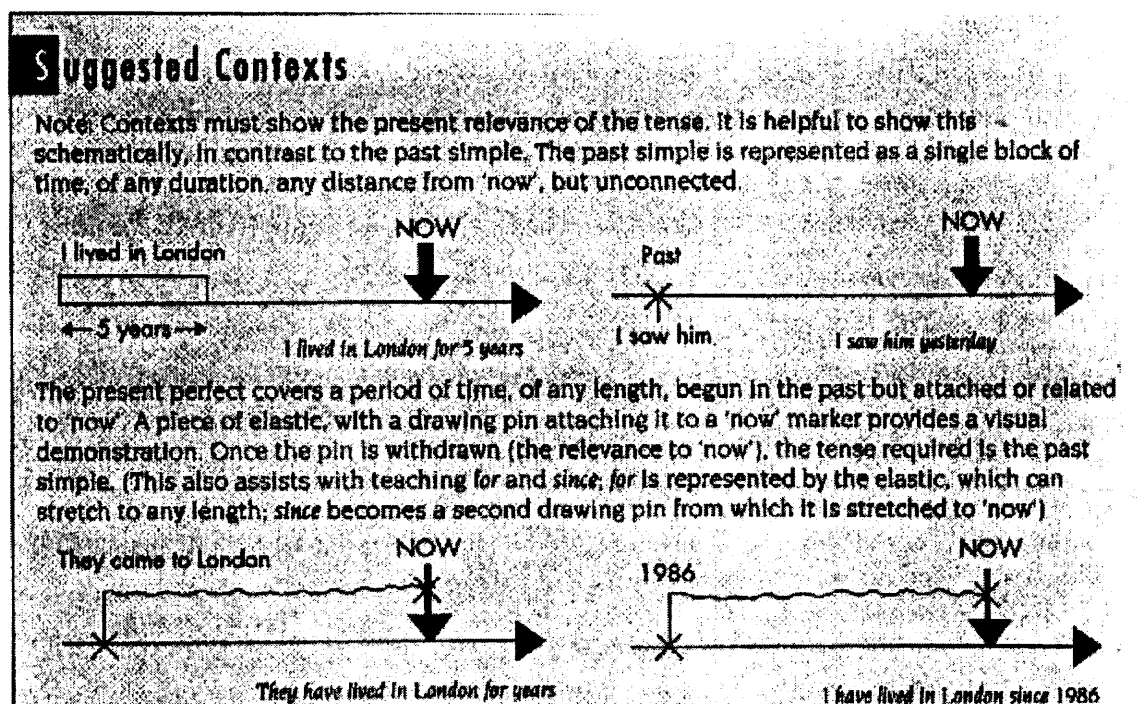 Suggested Contexts
Note: Contexts must show the present relevance of the tense. It is helpful to show this
schematically, in contrast to the past simple. The past simple is represented as a single block of
time, of any duration, any distance from 'now', but unconnected.
I lived in London
NOW
5 years
I lived in London for 5 years
Past
NOW
I saw him
I saw him yesterday
The present perfect covers a period of time, of any length, begun in the past but attached or related
to 'now'. A piece of elastic, with a drawing pin attaching it to a 'now' marker provides a visual
demonstration. Once the pin is withdrawn (the relevance to 'now'), the tense required is the past
simple. (This also assists with teaching for and since; for is represented by the elastic, which can
stretch to any length; since becomes a second drawing pin from which it is stretched to 'now')
They came to London
NOW
They have lived in London for years
1986
NOW
I have lived in London since 1986